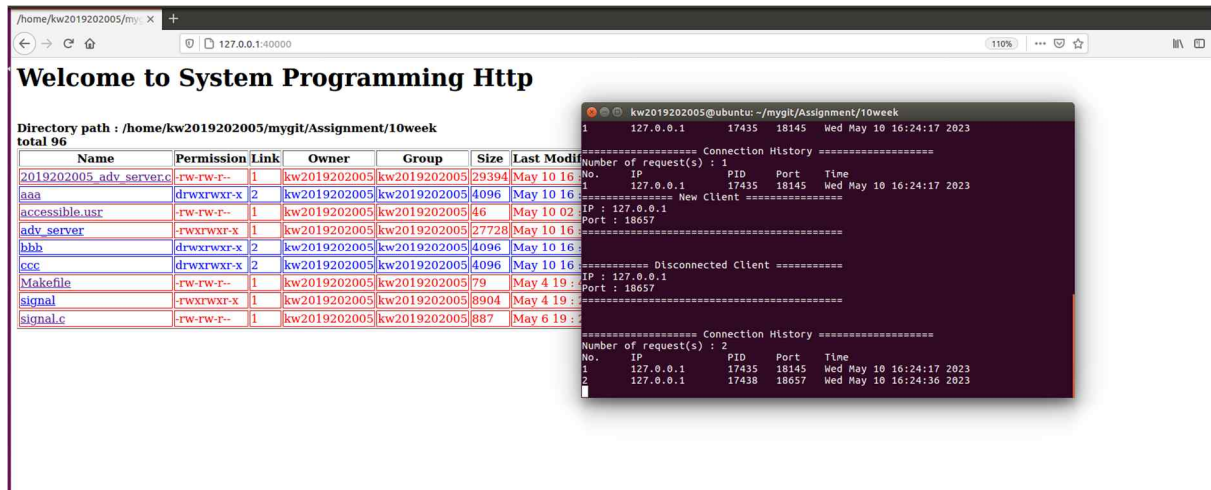 /home/kw2019202005/my
127.0.0.1:40000
110%
Welcome to System Programming Http
Directory path : /home/kw2019202005/mygit/Assignment/10week
total 96
Name Permission Link Owner Group Size Last Modif
2019202005_adv_server.c -rw-rw-r-- 1 kw2019202005 kw2019202005 29394 May 10 16 :
aaa drwxrwxr-x 2 kw2019202005 kw2019202005 4096 May 10 16 :
accessible.usr -rw-rw-r-- 1 kw2019202005 kw2019202005 46 May 10 02 :
adv_server -rwxrwxr-x 1 kw2019202005 kw2019202005 27728 May 10 16 :
bbb drwxrwxr-x 2 kw2019202005 kw2019202005 4096 May 10 16 :
ccc drwxrwxr-x 2 kw2019202005 kw2019202005 4096 May 10 16 :
Makefile -rw-rw-r-- 1 kw2019202005 kw2019202005 79 May 4 19 :
signal -rwxrwxr-x 1 kw2019202005 kw2019202005 8904 May 4 19 :
signal.c -rw-rw-r-- 1 kw2019202005 kw2019202005 887 May 6 19 :
kw2019202005@ubuntu: ~/mygit/Assignment/10week
1 127.0.0.1 17435 18145 Wed May 10 16:24:17 2023
=================== Connection History ===================
Number of request(s) : 1
No. IP PID Port Time
1 127.0.0.1 17435 18145 Wed May 10 16:24:17 2023
=============== New Client ================
IP : 127.0.0.1
Port : 18657
===========================================
============ Disconnected Client ===========
IP : 127.0.0.1
Port : 18657
===========================================
=================== Connection History ===================
Number of request(s) : 2
No. IP PID Port Time
1 127.0.0.1 17435 18145 Wed May 10 16:24:17 2023
2 127.0.0.1 17438 18657 Wed May 10 16:24:36 2023